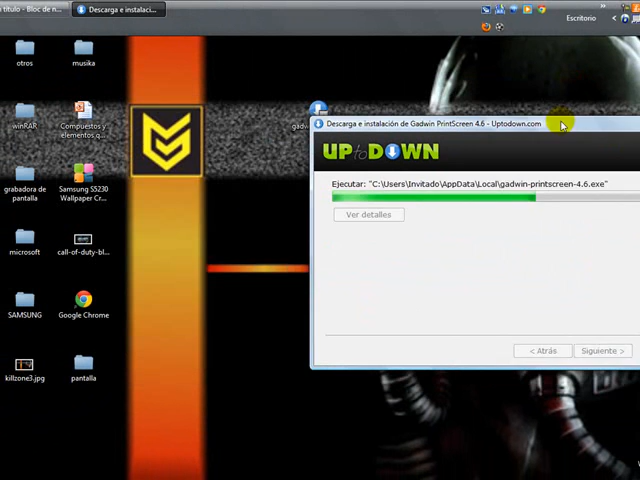 título - Bloc de n...
Descarga e instalaci...
Escritorio
otros
musika
winRAR
Compuestos y
elementos q...
grabadora de
pantalla
Samsung S5230
Wallpaper Cr...
microsoft
call-of-duty-bl...
SAMSUNG
Google Chrome
killzone3.jpg
pantalla
gadw
Descarga e instalación de Gadwin PrintScreen 4.6 - Uptodown.com
UPtoDOWN
Ejecutar: "C:\Users\Invitado\AppData\Local\gadwin-printscreen-4.6.exe"
Ver detalles
< Atrás
Siguiente >